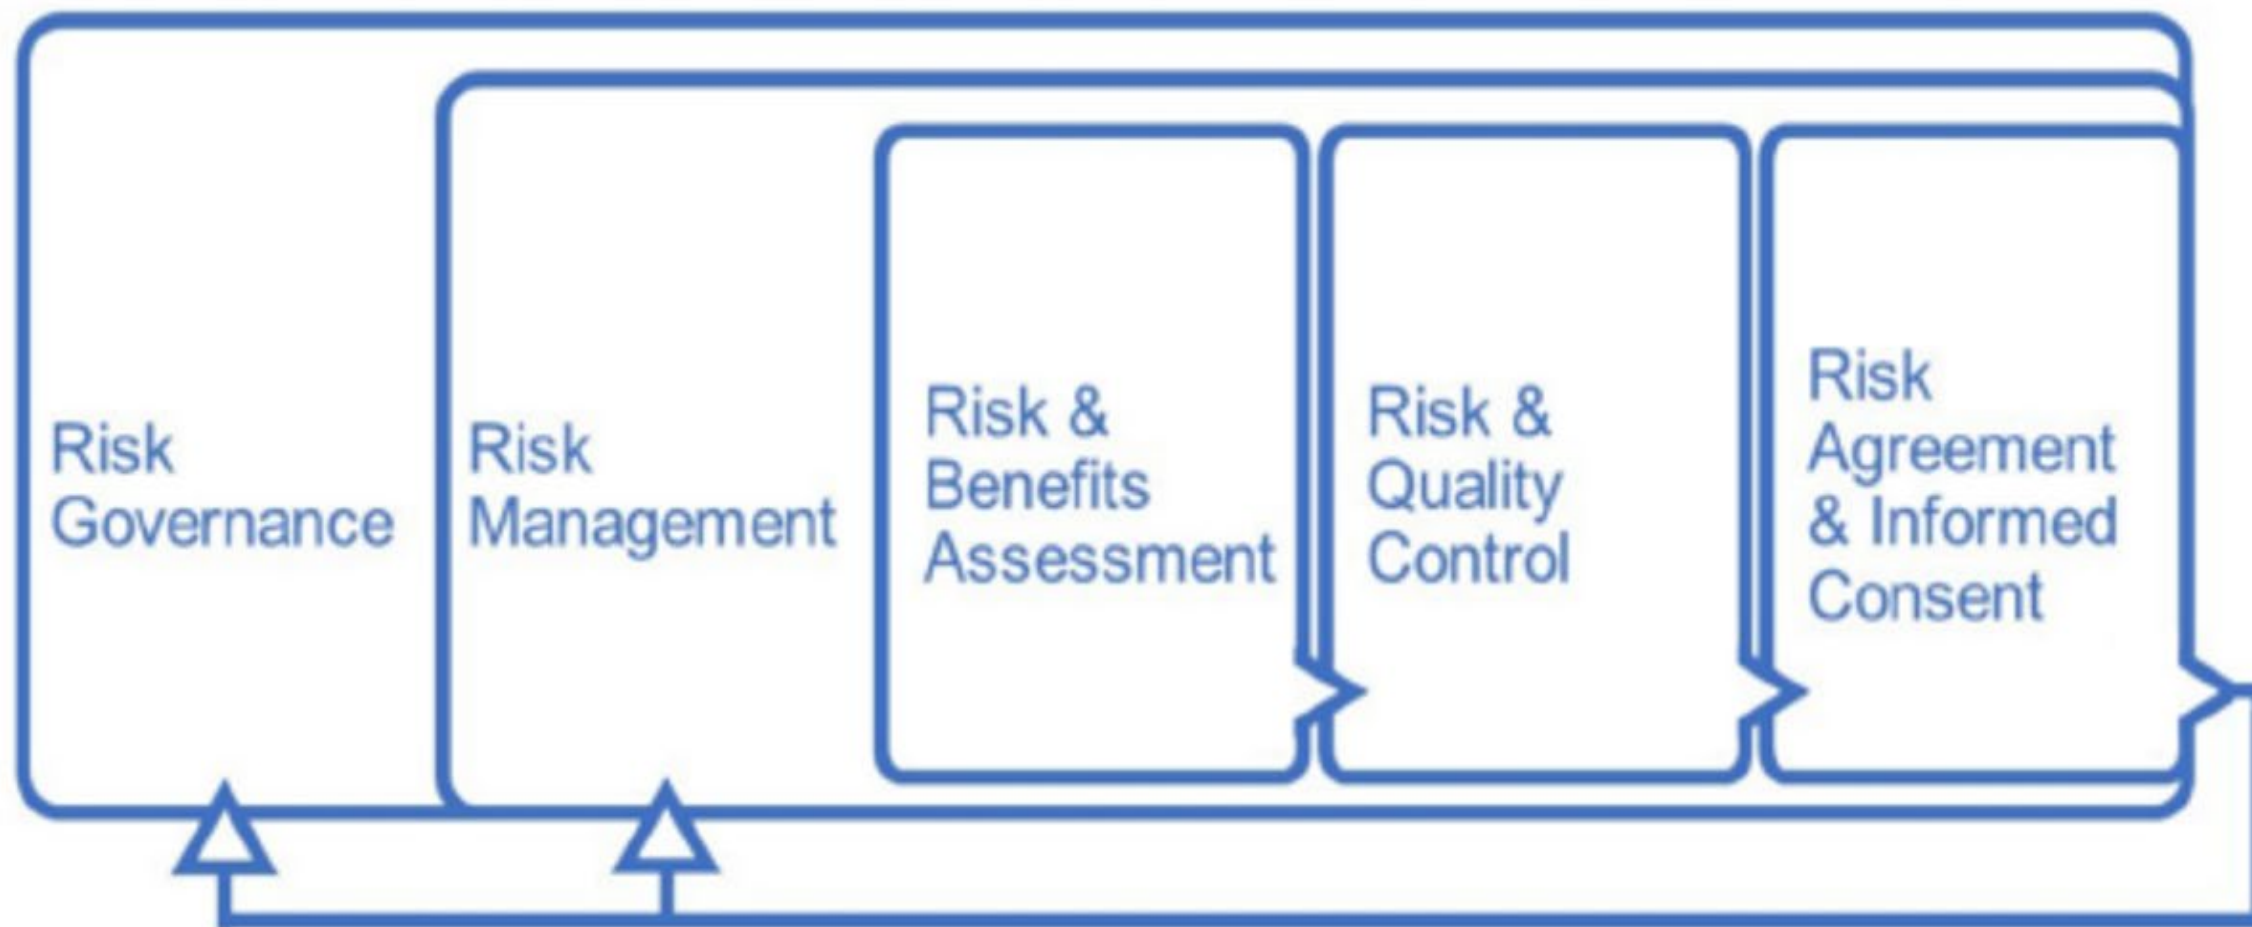 Risk
Governance
Risk
Management
Risk &
Benefits
Assessment
Risk &
Quality
Control
Risk
Agreement
& Informed
Consent